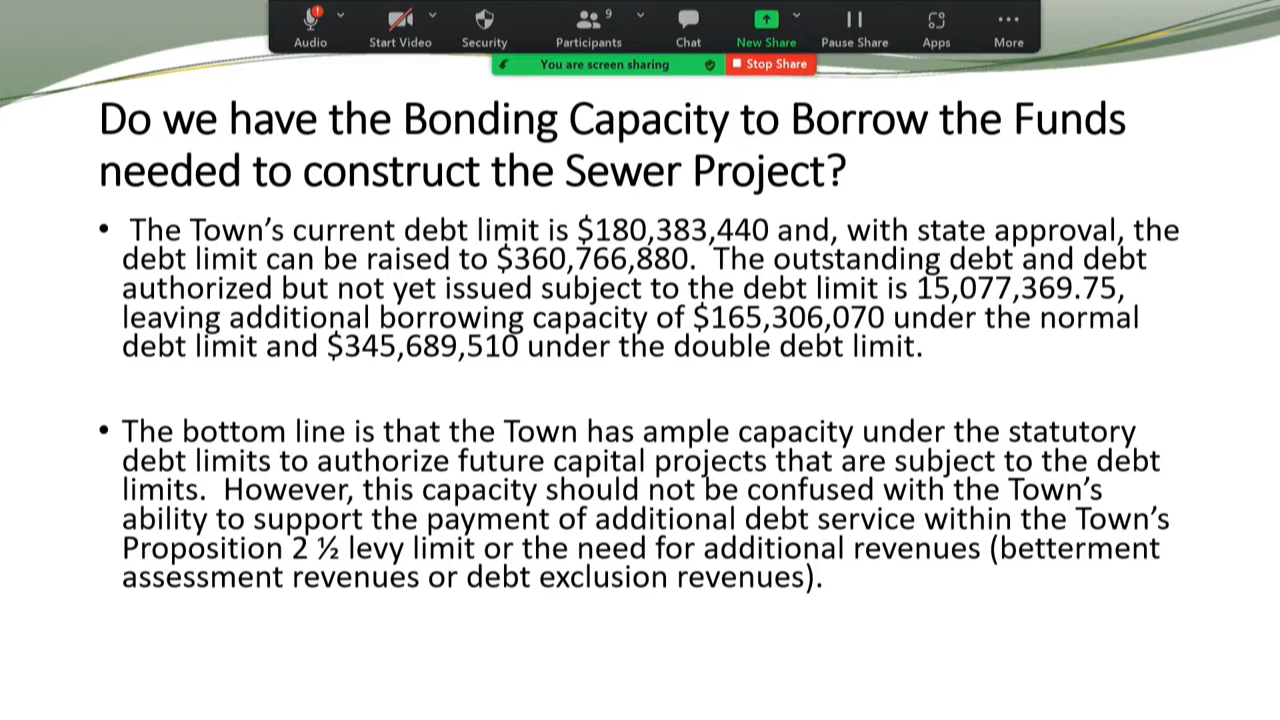 9
Audio
Start Video
Security
Participants
Chat
New Share
Pause Share
Apps
More
You are screen sharing
Stop Share
Do we have the Bonding Capacity to Borrow the Funds
needed to construct the Sewer Project?
• The Town's current debt limit is $180,383,440 and, with state approval, the
debt limit can be raised to $360,766,880. The outstanding debt and debt
authorized but not yet issued subject to the debt limit is 15,077,369.75,
leaving additional borrowing capacity of $165,306,070 under the normal
debt limit and $345,689,510 under the double debt limit.
• The bottom line is that the Town has ample capacity under the statutory
debt limits to authorize future capital projects that are subject to the debt
limits. However, this capacity should not be confused with the Town's
ability to support the payment of additional debt service within the Town's
Proposition 2 ½ levy limit or the need for additional revenues (betterment
assessment revenues or debt exclusion revenues).